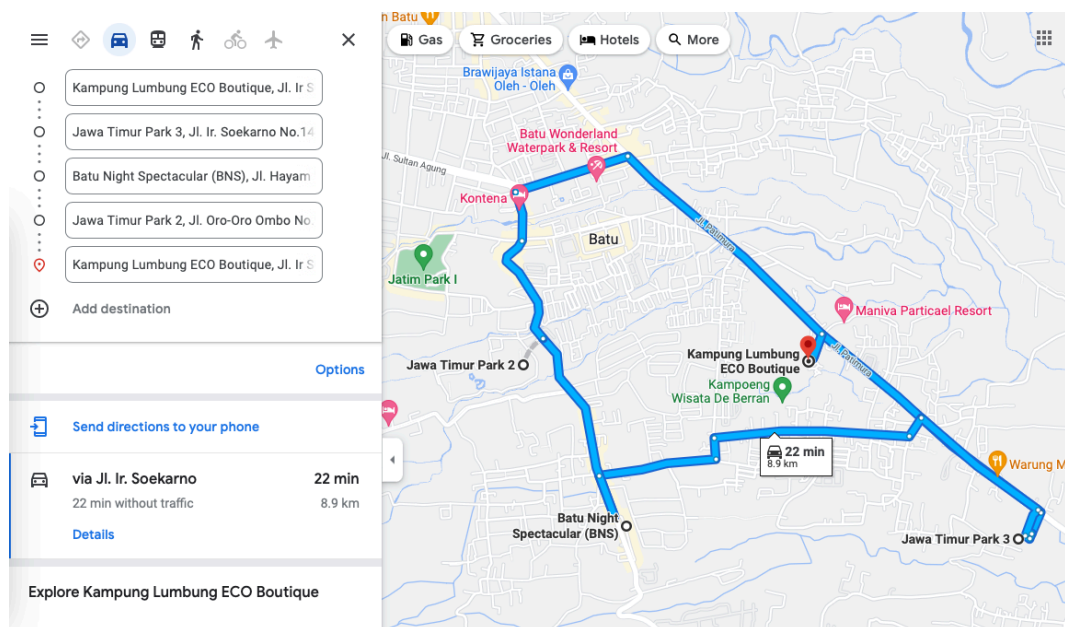 Kampung Lumbung ECO Boutique, Jl. Ir S
Jawa Timur Park 3, Jl. Ir. Soekarno No.14
Batu Night Spectacular (BNS), Jl. Hayam
Jawa Timur Park 2, Jl. Oro-Oro Ombo No.
Kampung Lumbung ECO Boutique, Jl. Ir S
Add destination
Options
Send directions to your phone
via Jl. Ir. Soekarno
22 min
22 min without traffic
8.9 km
Details
Explore Kampung Lumbung ECO Boutique
n Batu
Gas
Groceries
Hotels
More
Brawijaya Istana
Oleh - Oleh
Batu Wonderland
Waterpark & Resort
Jl. Sultan Agung
Kontena
Jl. Patimura
Batu
Jatim Park I
Maniva Particael Resort
Jawa Timur Park 2
Kampung Lumbung
ECO Boutique
Jl. Patimura
Kampoeng
Wisata De Berran
22 min
8.9 km
Warung M
Batu Night
Spectacular (BNS)
Jawa Timur Park 3